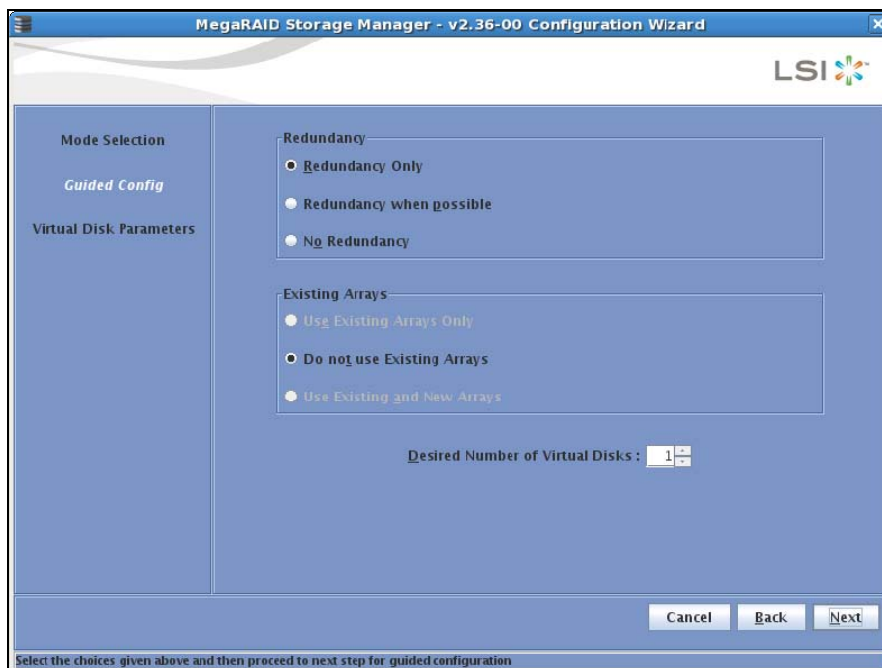 MegaRAID Storage Manager - v2.36-00 Configuration Wizard
LSI
Mode Selection
Guided Config
Virtual Disk Parameters
Redundancy
Redundancy Only
Redundancy when possible
No Redundancy
Existing Arrays
Use Existing Arrays Only
Do not use Existing Arrays
Use Existing and New Arrays
Desired Number of Virtual Disks : 1
Cancel Back Next
Select the choices given above and then proceed to next step for guided configuration